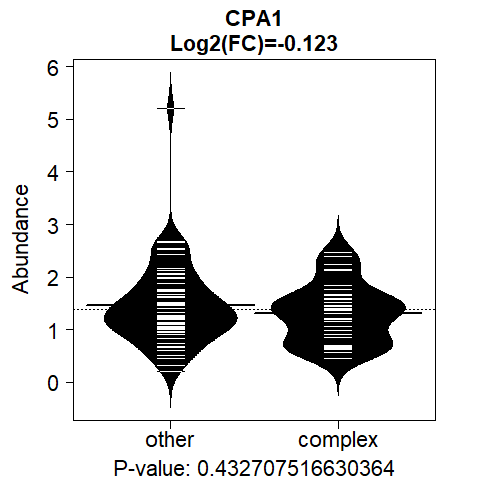 CPA1
Log2(FC)=-0.123
6
5
4
3
2
1
0
Abundance
other complex
P-value: 0.432707516630364